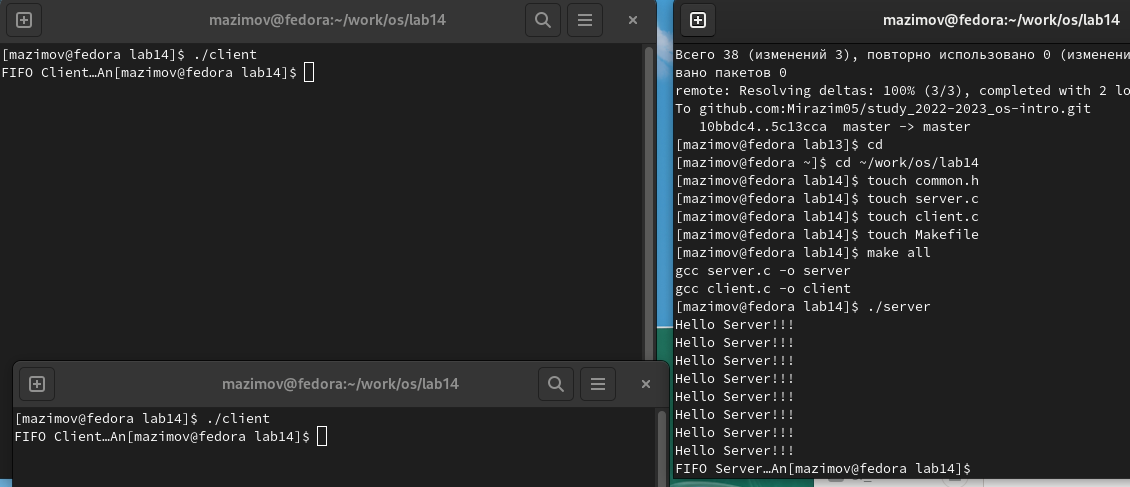 mazimov@fedora:~/work/os/lab14
[mazimov@fedora lab14]$ ./client
FIFO Client…An[mazimov@fedora lab14]$
mazimov@fedora:~/work/os/lab14
[mazimov@fedora lab14]$ ./client
FIFO Client…An[mazimov@fedora lab14]$
mazimov@fedora:~/work/os/lab14
Всего 38 (изменений 3), повторно использовано 0 (изменени
вано пакетов 0
remote: Resolving deltas: 100% (3/3), completed with 2 lo
To github.com:Mirazim05/study_2022-2023_os-intro.git
10bbdc4..5c13cca master -> master
[mazimov@fedora lab13]$ cd
[mazimov@fedora ~]$ cd ~/work/os/lab14
[mazimov@fedora lab14]$ touch common.h
[mazimov@fedora lab14]$ touch server.c
[mazimov@fedora lab14]$ touch client.c
[mazimov@fedora lab14]$ touch Makefile
[mazimov@fedora lab14]$ make all
gcc server.c -o server
gcc client.c -o client
[mazimov@fedora lab14]$ ./server
Hello Server!!!
Hello Server!!!
Hello Server!!!
Hello Server!!!
Hello Server!!!
Hello Server!!!
Hello Server!!!
Hello Server!!!
FIFO Server…An[mazimov@fedora lab14]$